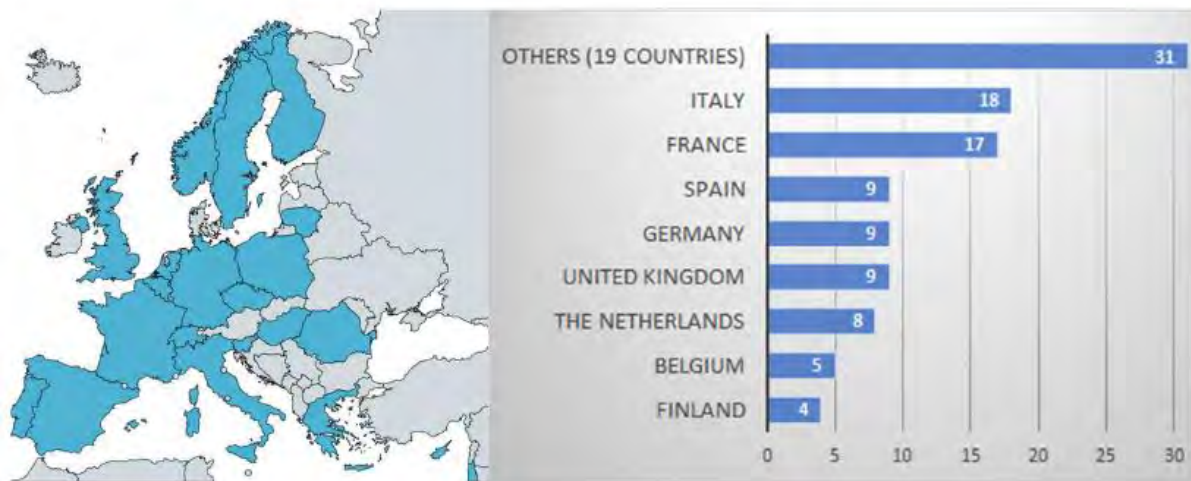 OTHERS (19 COUNTRIES) 31
ITALY 18
FRANCE 17
SPAIN 9
GERMANY 9
UNITED KINGDOM 9
THE NETHERLANDS 8
BELGIUM 5
FINLAND 4
0 5 10 15 20 25 30